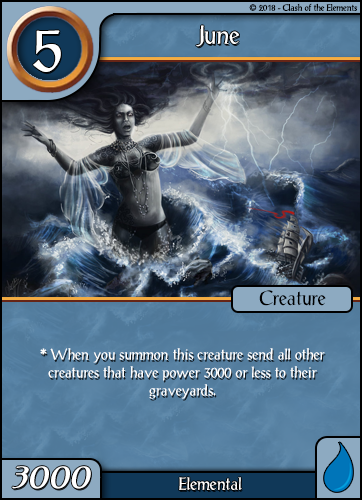 © 2018 - Clash of the Elements
5
June
Creature
* When you summon this creature send all other
creatures that have power 3000 or less to their
graveyards.
3000
Elemental